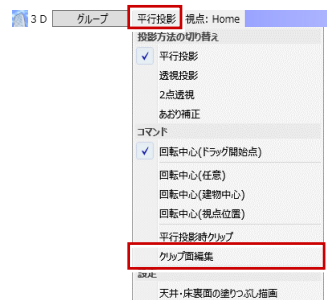 3 D グループ 平行投影 視点: Home
投影方法の切り替え
平行投影
透視投影
2点透視
あおり補正
コマンド
回転中心(ドラッグ開始点)
回転中心(任意)
回転中心(建物中心)
回転中心(視点位置)
平行投影時クリップ
クリップ面編集
設定
天井・床裏面の塗りつぶし描画